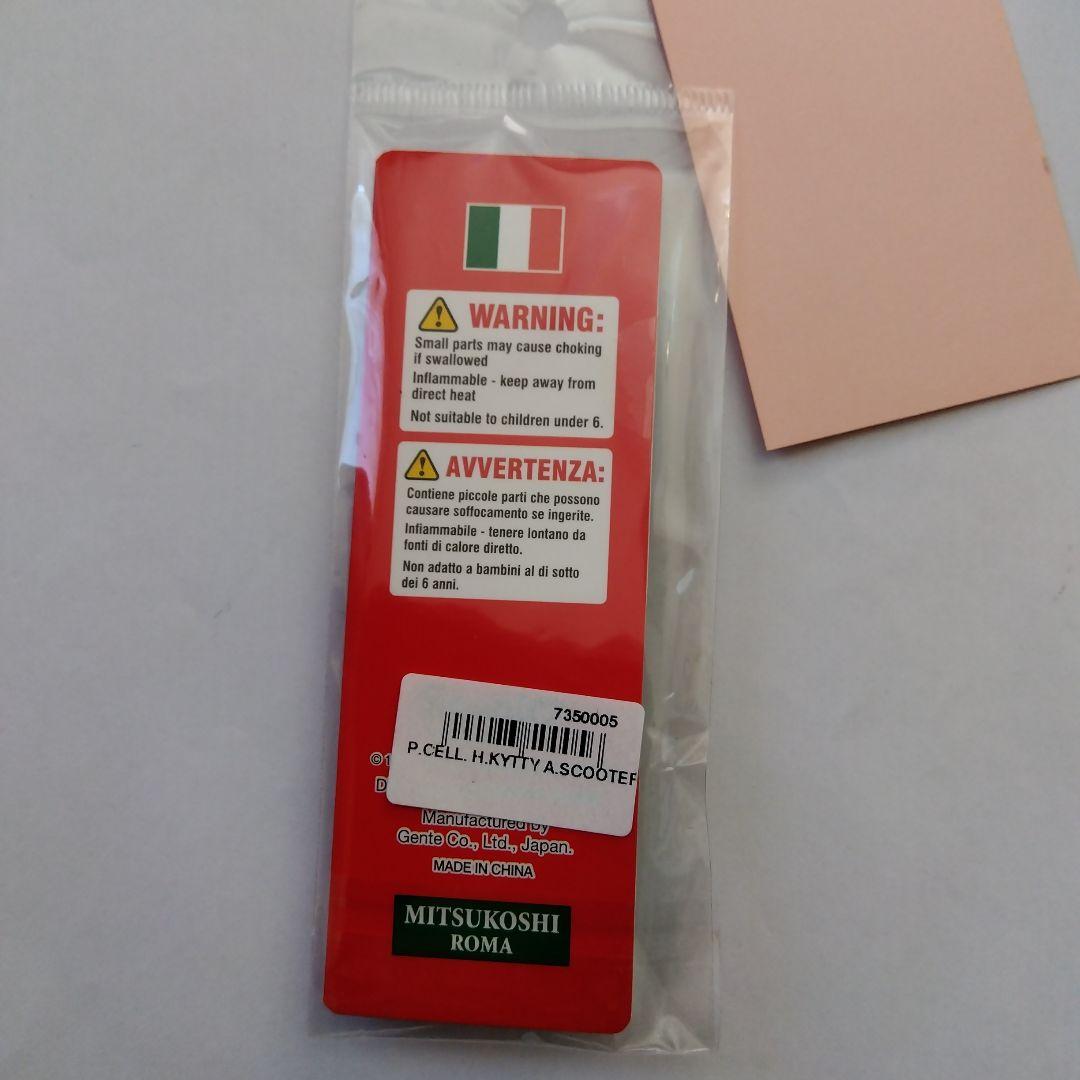 WARNING:
Small parts may cause choking
if swallowed
Inflammable - keep away from
direct heat
Not suitable to children under 6.
AVVERTENZA:
Contiene piccole parti che possono
causare soffocamento se ingerite.
Infiammabile - tenere lontano da
fonti di calore diretto.
Non adatto a bambini al di sotto
dei 6 anni.
7350005
P.CELL. H.KYTTY A.SCOOTER
Manufactured by
Gente Co., Ltd., Japan.
MADE IN CHINA
MITSUKOSHI
ROMA